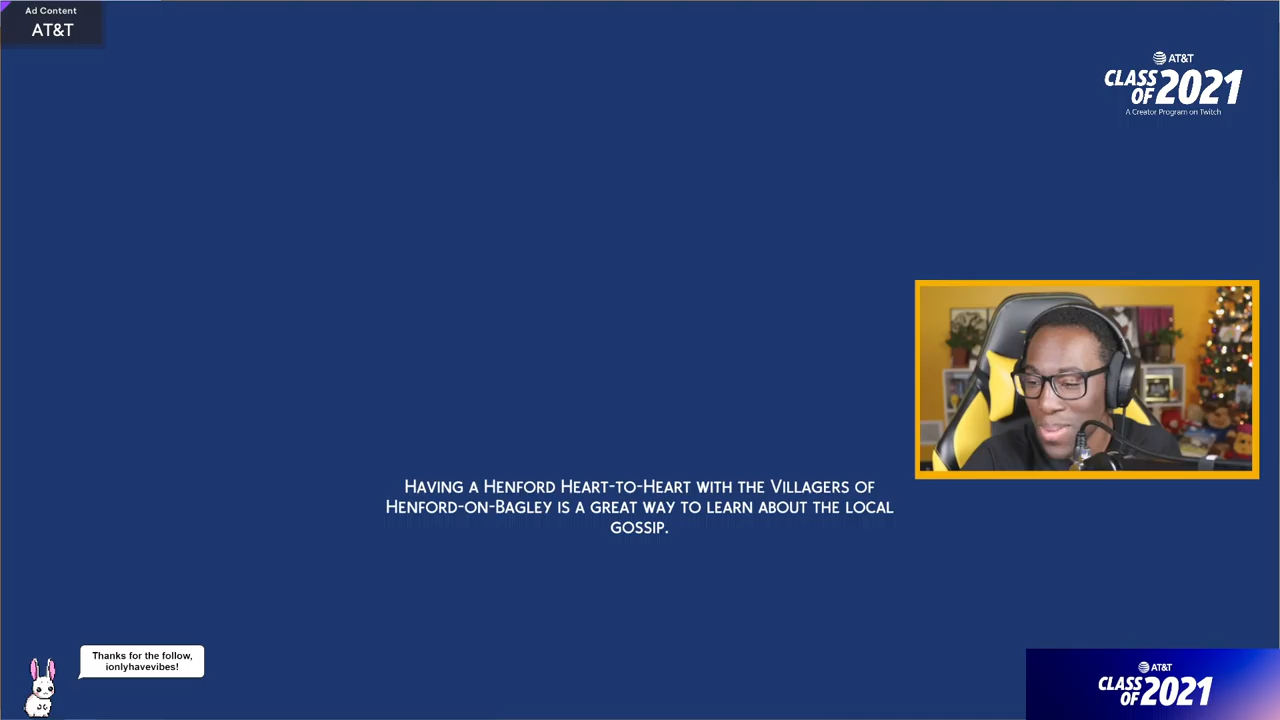 Ad Content
AT&T
AT&T
CLASS
OF 2021
A Creator Program on Twitch
HAVING A HENFORD HEART-TO-HEART WITH THE VILLAGERS OF
HENFORD-ON-BAGLEY IS A GREAT WAY TO LEARN ABOUT THE LOCAL
GOSSIP.
Thanks for the follow,
ionlyhavevibes!
AT&T
CLASS
OF 2021